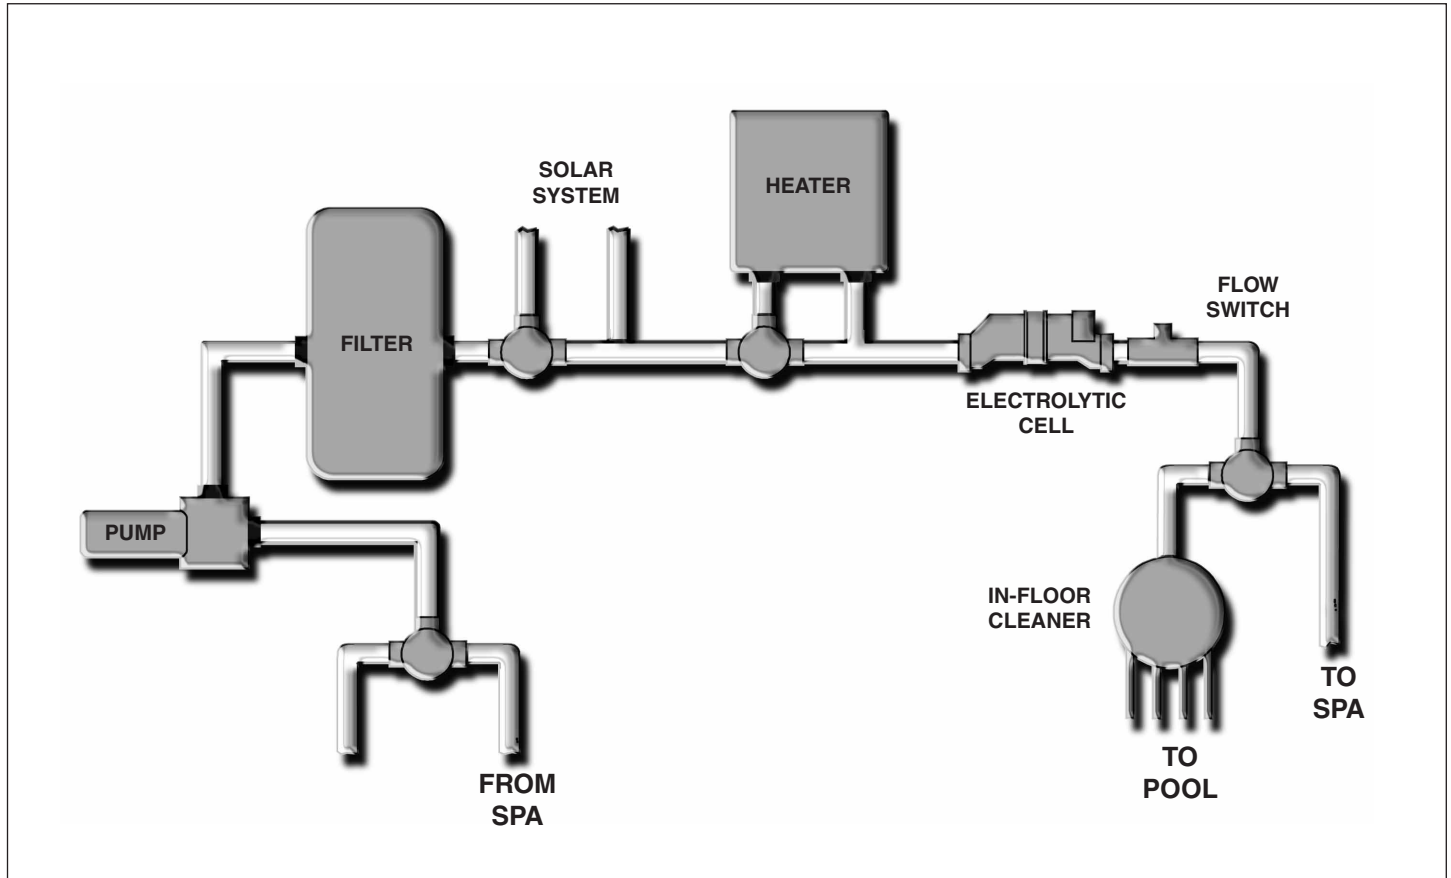 SOLAR
SYSTEM
HEATER
FLOW
SWITCH
FILTER
ELECTROLYTIC
CELL
PUMP
IN-FLOOR
CLEANER
TO
SPA
FROM
SPA
TO
POOL